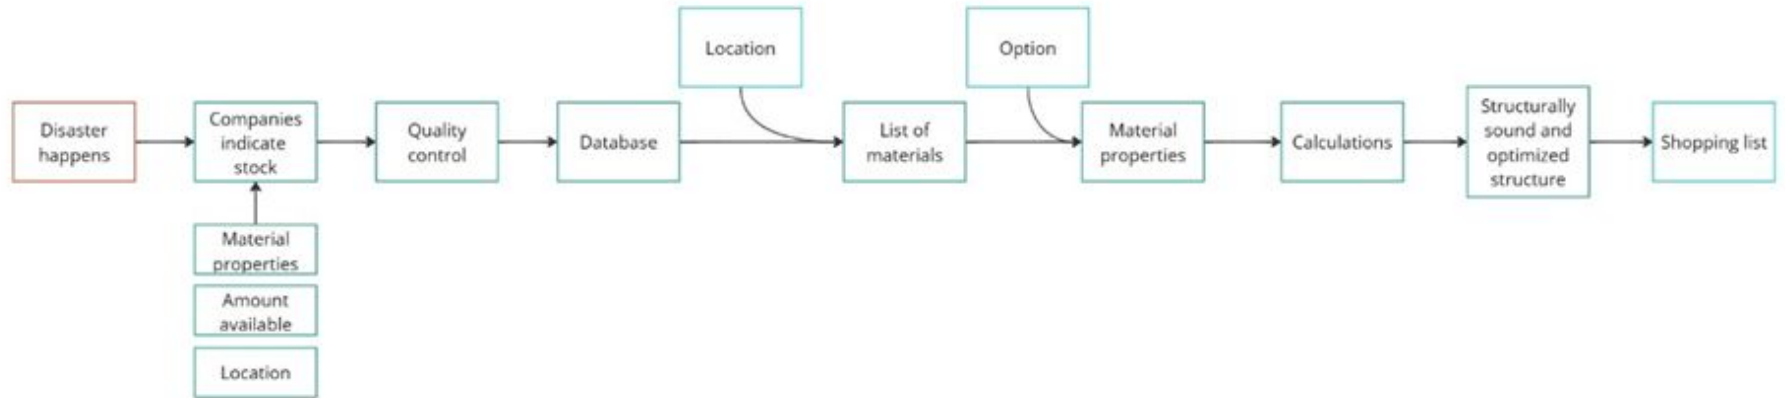 Location
Option
Disaster
happens
Companies
indicate
stock
Quality
control
Database
List of
materials
Material
properties
Calculations
Structurally
sound and
optimized
structure
Shopping list
Material
properties
Amount
available
Location